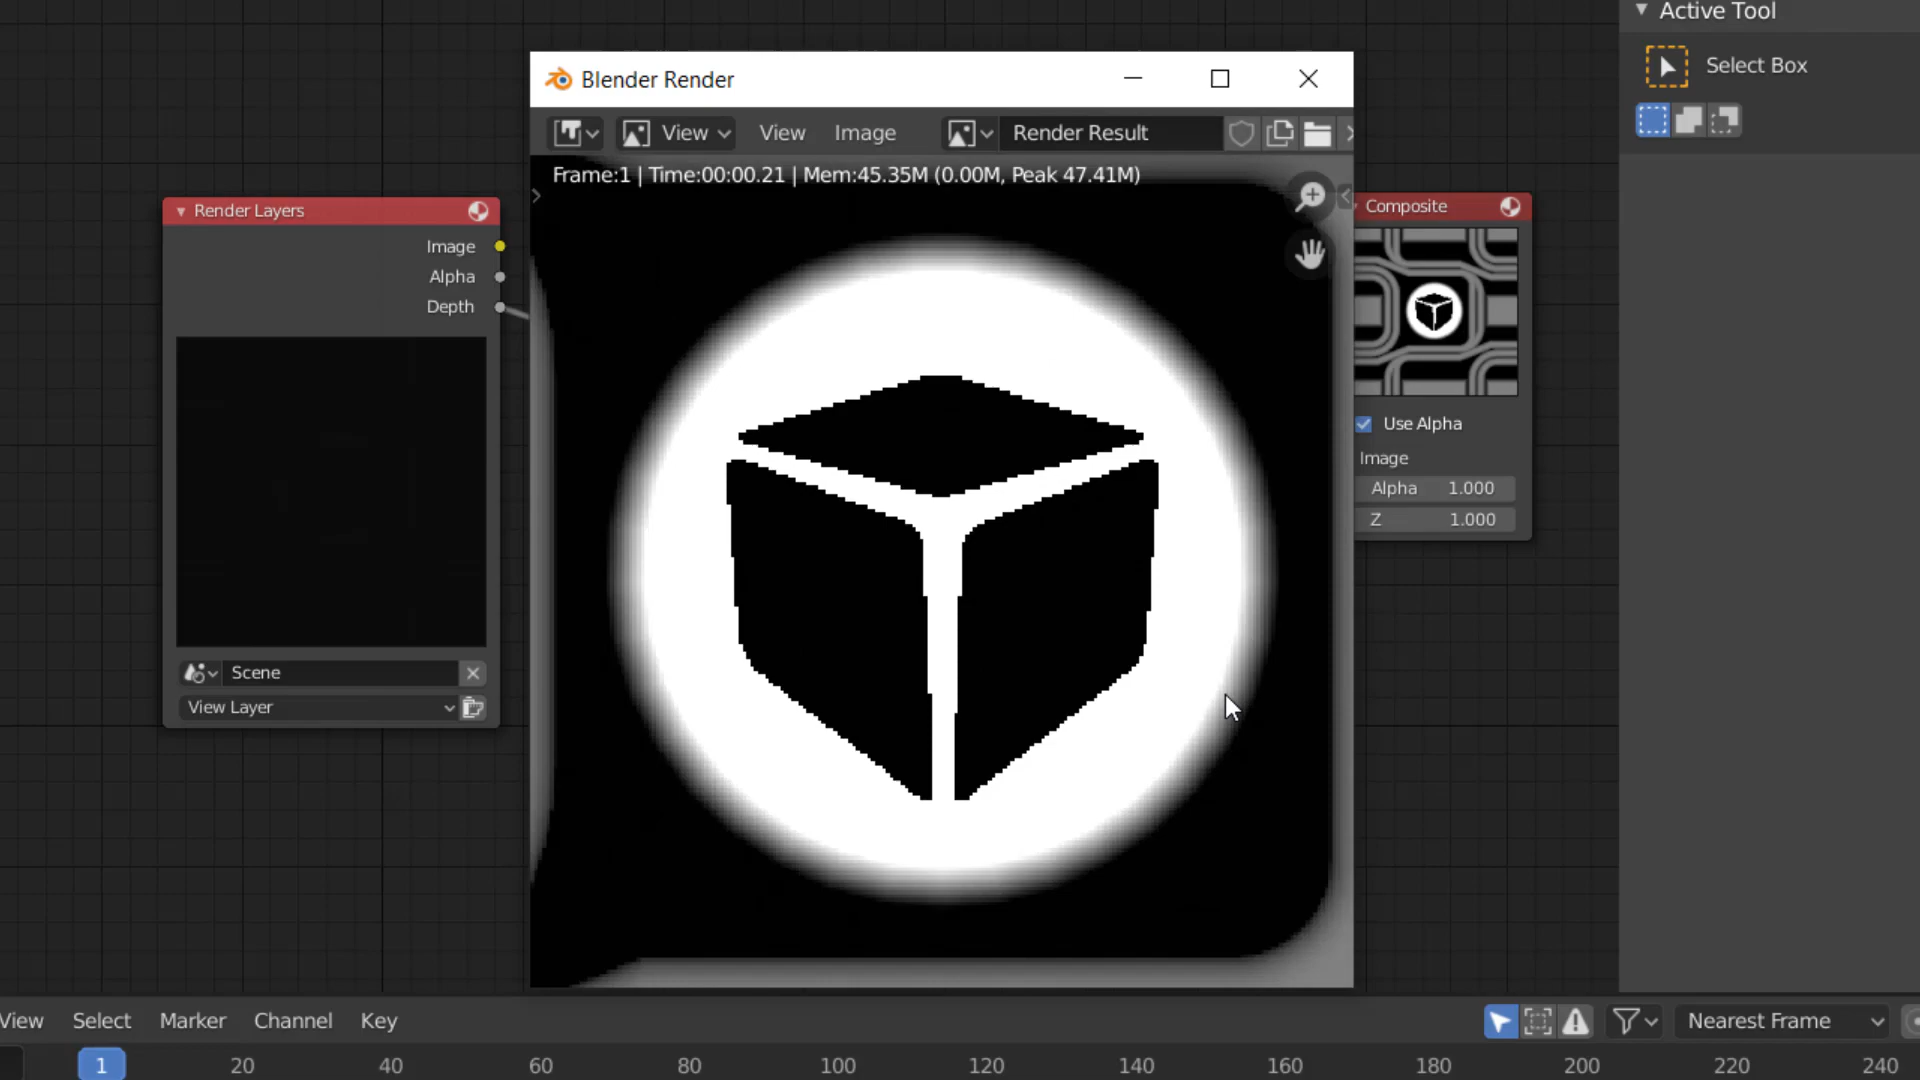 Active Tool
Select Box
Blender Render
View
View
Image
Render Result
Frame:1 | Time:00:00.21 | Mem:45.35M (0.00M, Peak 47.41M)
Render Layers
Image
Alpha
Depth
Scene
View Layer
Composite
Use Alpha
Image
Alpha 1.000
Z 1.000
View Select Marker Channel Key
Nearest Frame
1 20 40 60 80 100 120 140 160 180 200 220 240